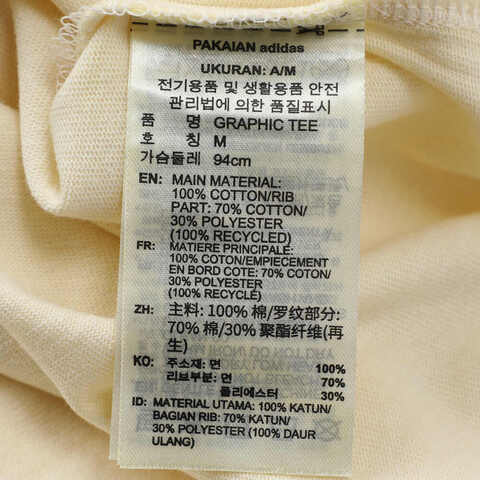 PAKAIAN adidas
UKURAN: A/M
전기용품 및 생활용품 안전
관리법에 의한 품질표시
품 명 GRAPHIC TEE
호 칭 M
가슴둘레 94cm
EN: MAIN MATERIAL:
100% COTTON/RIB
PART: 70% COTTON/
30% POLYESTER
(100% RECYCLED)
FR: MATIERE PRINCIPALE:
100% COTON/EMPIECEMENT
EN BORD COTE: 70% COTON/
30% POLYESTER
(100% RECYCLÉ)
ZH: 主料: 100% 棉/罗纹部分:
70% 棉/30% 聚酯纤维(再
生)
KO: 주소재: 면 100%
리브부분: 면 70%
폴리에스터 30%
ID: MATERIAL UTAMA: 100% KATUN/
BAGIAN RIB: 70% KATUN/
30% POLYESTER (100% DAUR
ULANG)